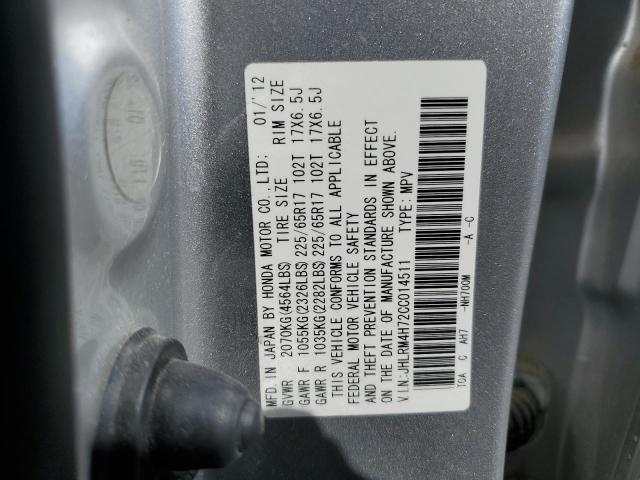 MFD. IN JAPAN BY HONDA MOTOR CO., LTD: 01/'12
GVWR 2070KG(4564LBS) TIRE SIZE RIM SIZE
GAWR F 1055KG(2326LBS) 225/65R17 102T 17X6.5J
GAWR R 1035KG(2282LBS) 225/65R17 102T 17X6.5J
THIS VEHICLE CONFORMS TO ALL APPLICABLE
FEDERAL MOTOR VEHICLE SAFETY
AND THEFT PREVENTION STANDARDS IN EFFECT
ON THE DATE OF MANUFACTURE SHOWN ABOVE.
V.I.N:JHLRM4H72CC014511 TYPE: MPV
TOA C AH7 -NH700M -A -C